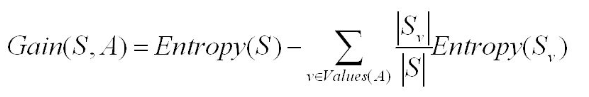 Gain(S, A) = Entropy(S) − ∑_{v∈Values(A)} |S_v|/|S| Entropy(S_v)